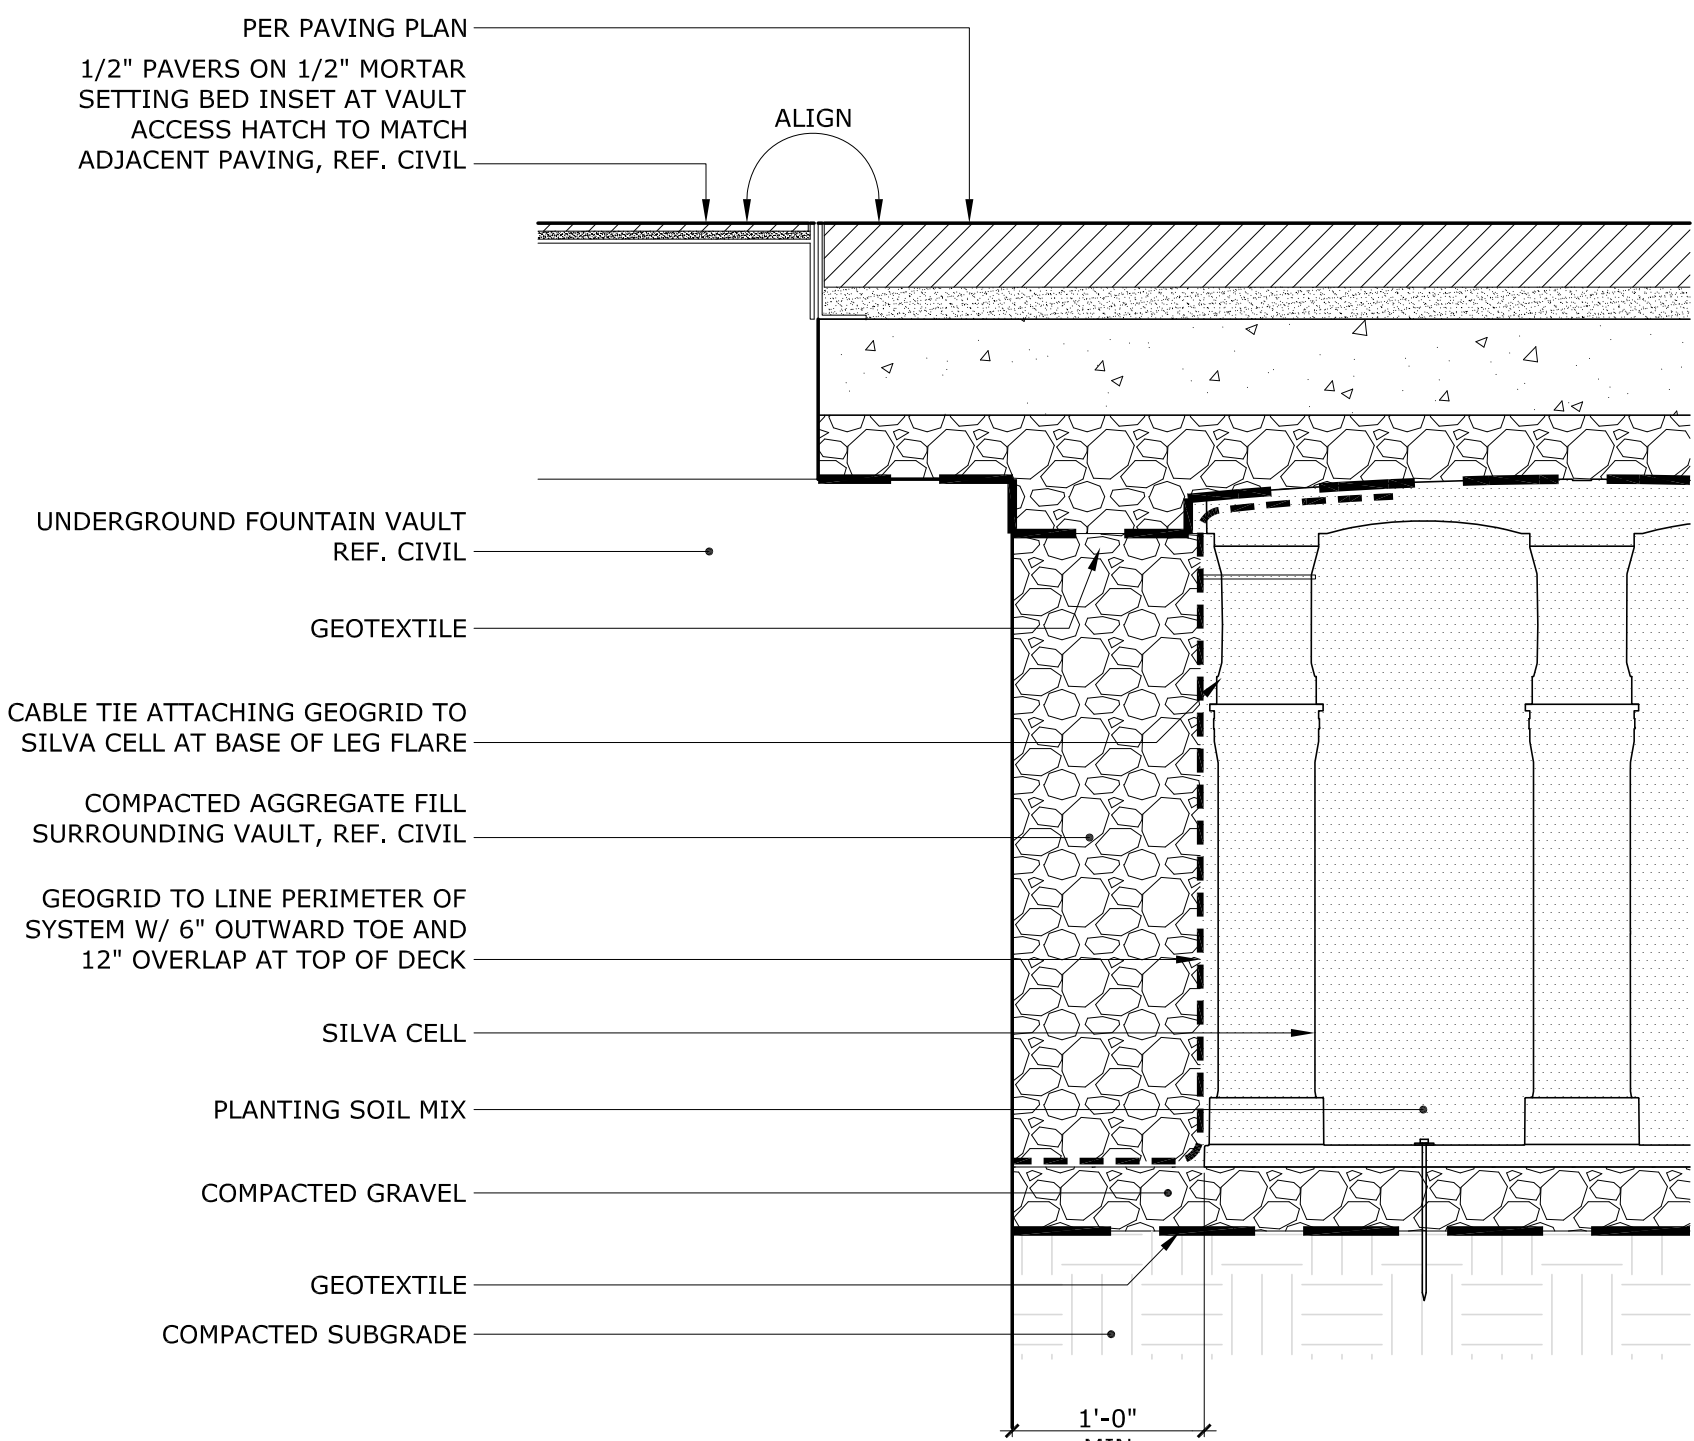 PER PAVING PLAN
1/2" PAVERS ON 1/2" MORTAR
SETTING BED INSET AT VAULT
ACCESS HATCH TO MATCH
ADJACENT PAVING, REF. CIVIL
ALIGN
UNDERGROUND FOUNTAIN VAULT
REF. CIVIL
GEOTEXTILE
CABLE TIE ATTACHING GEOGRID TO
SILVA CELL AT BASE OF LEG FLARE
COMPACTED AGGREGATE FILL
SURROUNDING VAULT, REF. CIVIL
GEOGRID TO LINE PERIMETER OF
SYSTEM W/ 6" OUTWARD TOE AND
12" OVERLAP AT TOP OF DECK
SILVA CELL
PLANTING SOIL MIX
COMPACTED GRAVEL
GEOTEXTILE
COMPACTED SUBGRADE
1'-0"
MIN